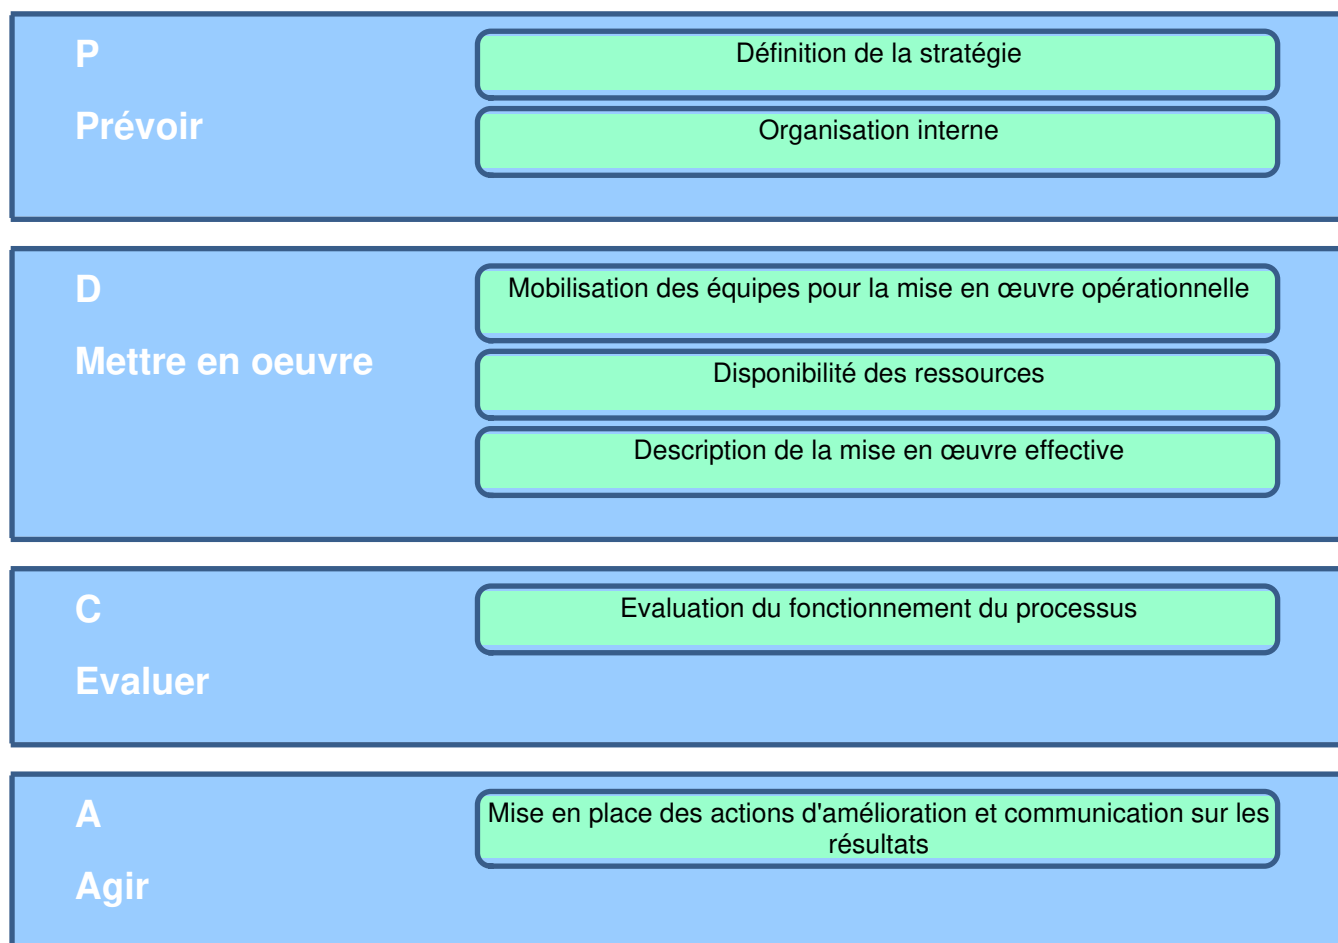 P
Prévoir
Définition de la stratégie
Organisation interne
D
Mettre en oeuvre
Mobilisation des équipes pour la mise en œuvre opérationnelle
Disponibilité des ressources
Description de la mise en œuvre effective
C
Evaluer
Evaluation du fonctionnement du processus
A
Agir
Mise en place des actions d'amélioration et communication sur les
résultats